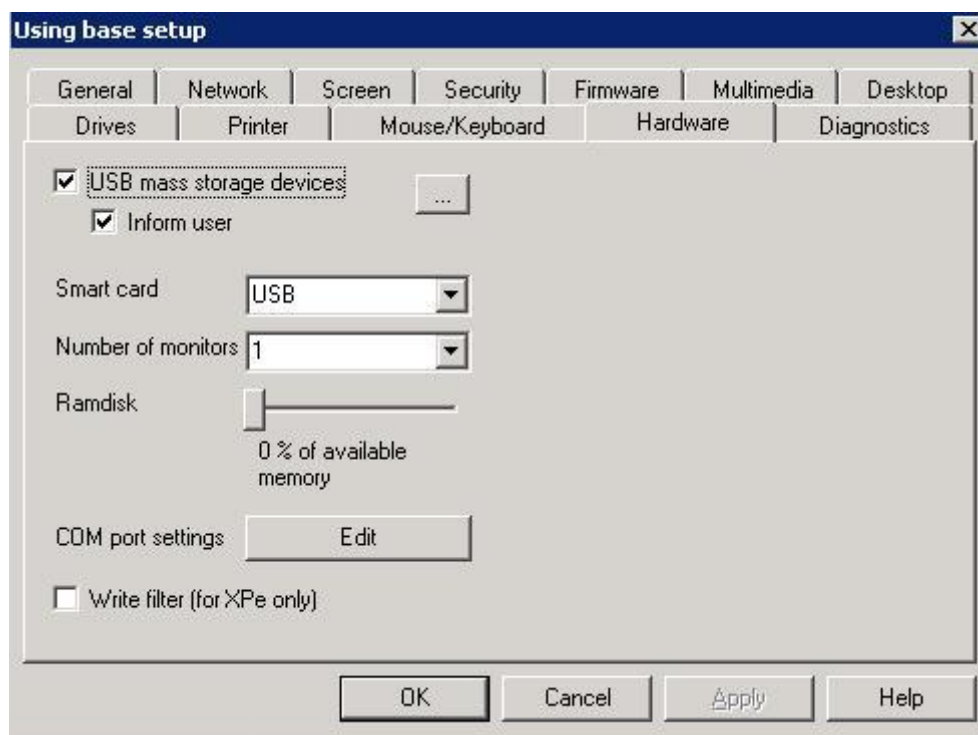 Using base setup
General Network Screen Security Firmware Multimedia Desktop
Drives Printer Mouse/Keyboard Hardware Diagnostics
USB mass storage devices ...
Inform user
Smart card USB
Number of monitors 1
Ramdisk
0 % of available
memory
COM port settings Edit
Write filter (for XPe only)
OK Cancel Apply Help